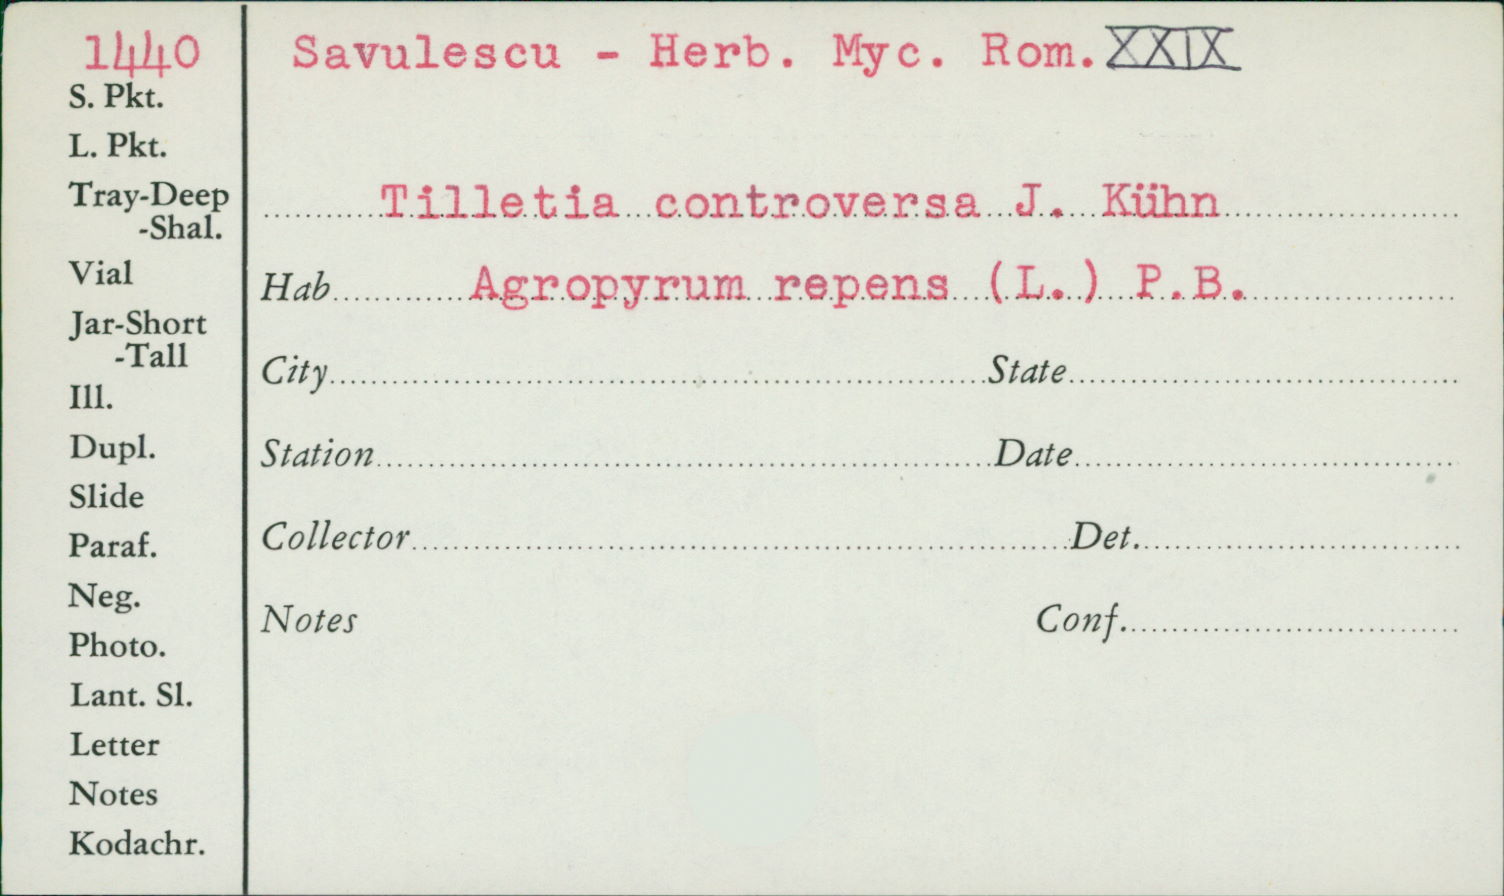 1440
S. Pkt.
L. Pkt.
Tray-Deep
-Shal.
Vial
Jar-Short
-Tall
Ill.
Dupl.
Slide
Paraf.
Neg.
Photo.
Lant. Sl.
Letter
Notes
Kodachr.
Savulescu - Herb. Myc. Rom. XXIX
Tilletia controversa J. Kühn
Hab Agropyrum repens (L.) P.B.
City State
Station Date
Collector Det.
Notes Conf.